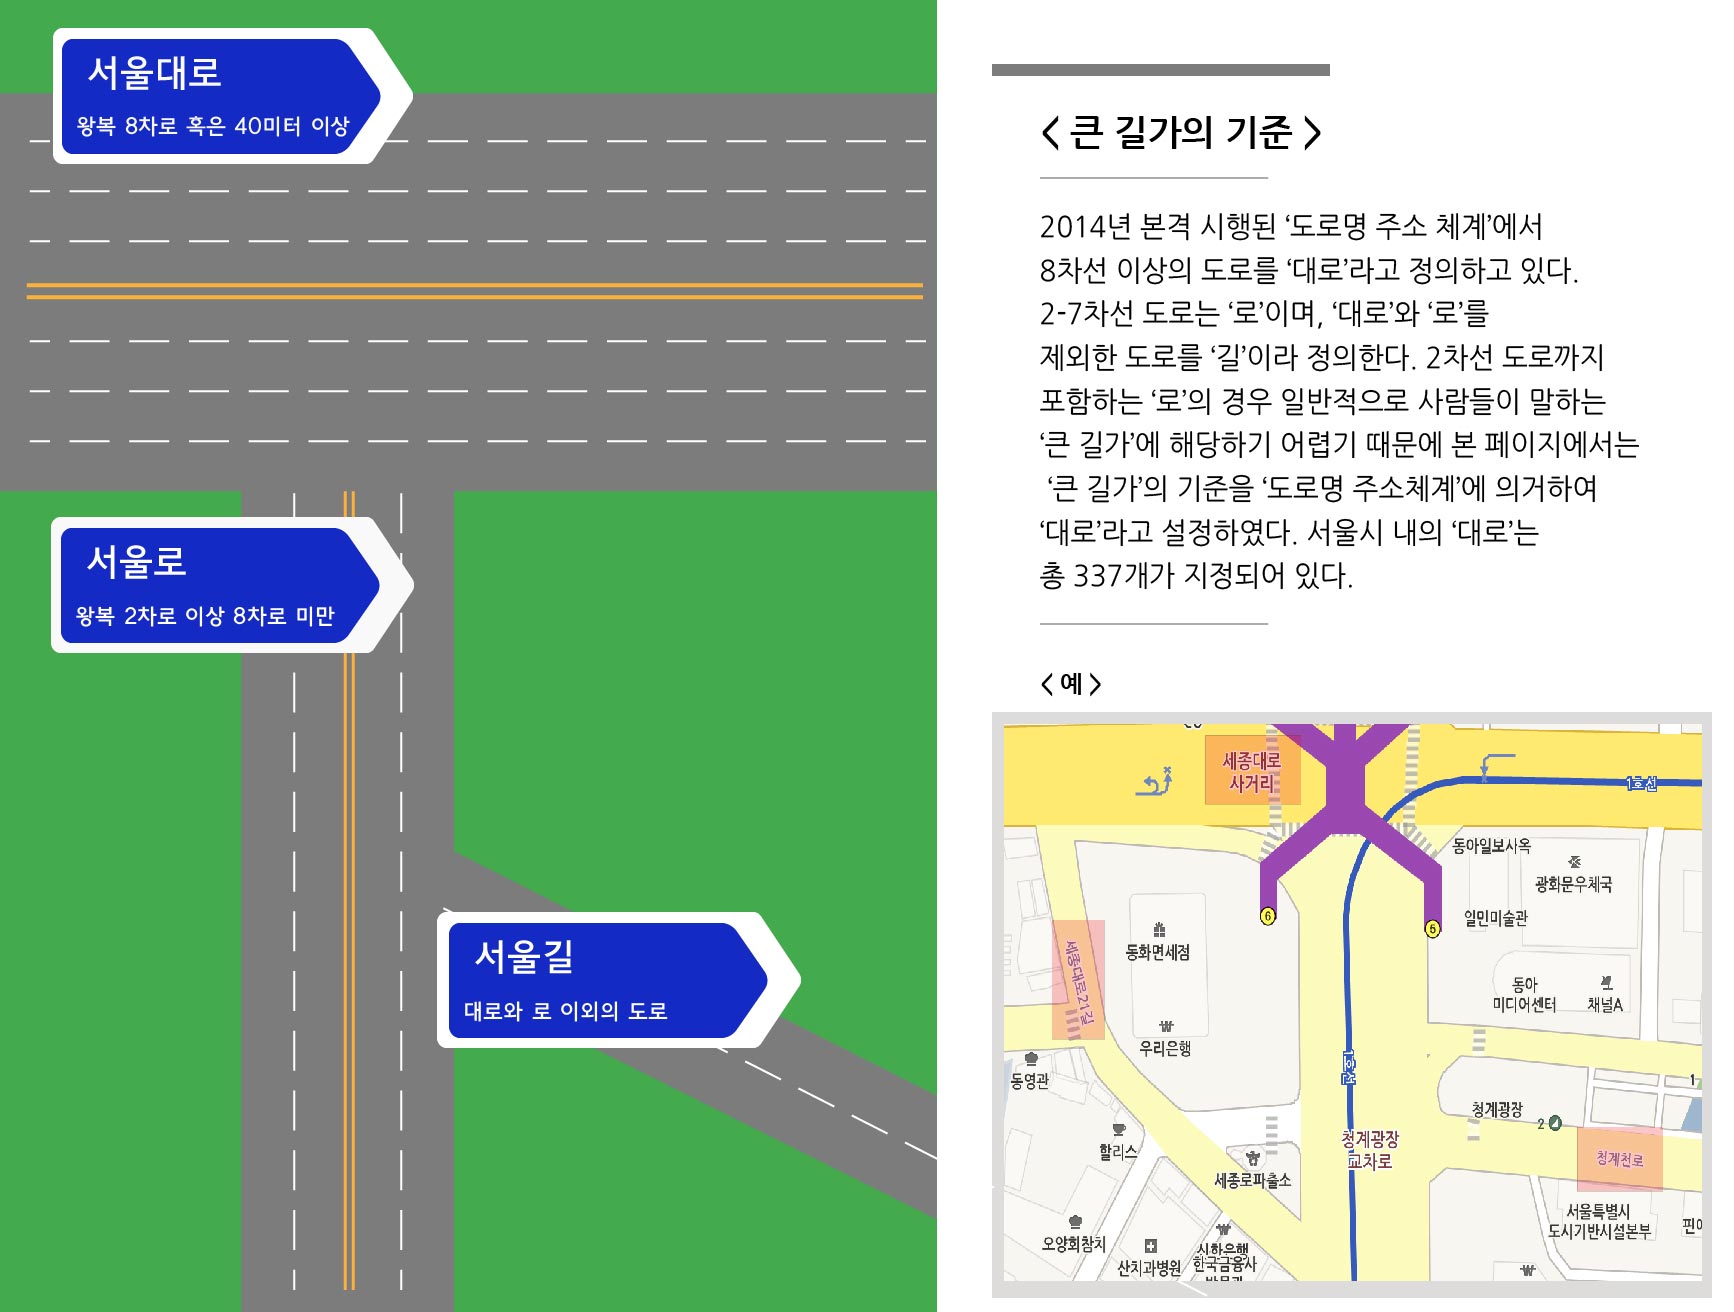 서울대로
왕복 8차로 혹은 40미터 이상
서울로
왕복 2차로 이상 8차로 미만
서울길
대로와 로 이외의 도로
< 큰 길가의 기준 >
2014년 본격 시행된 ‘도로명 주소 체계’에서
8차선 이상의 도로를 ‘대로’라고 정의하고 있다.
2-7차선 도로는 ‘로’이며, ‘대로’와 ‘로’를
제외한 도로를 ‘길’이라 정의한다. 2차선 도로까지
포함하는 ‘로’의 경우 일반적으로 사람들이 말하는
‘큰 길가’에 해당하기 어렵기 때문에 본 페이지에서는
‘큰 길가’의 기준을 ‘도로명 주소체계’에 의거하여
‘대로’라고 설정하였다. 서울시 내의 ‘대로’는
총 337개가 지정되어 있다.
< 예 >
세종대로
사거리
1호선
동아일보사옥
광화문우체국
6
5
일민미술관
동화면세점
세종대로21길
동아
미디어센터
채널A
우리은행
1호선
동영관
1
청계광장
2
할리스
청계광장
교차로
청계천로
세종로파출소
서울특별시
도시기반시설본부
오양회참치
신한은행
산치과병원
한국금융사
박물관